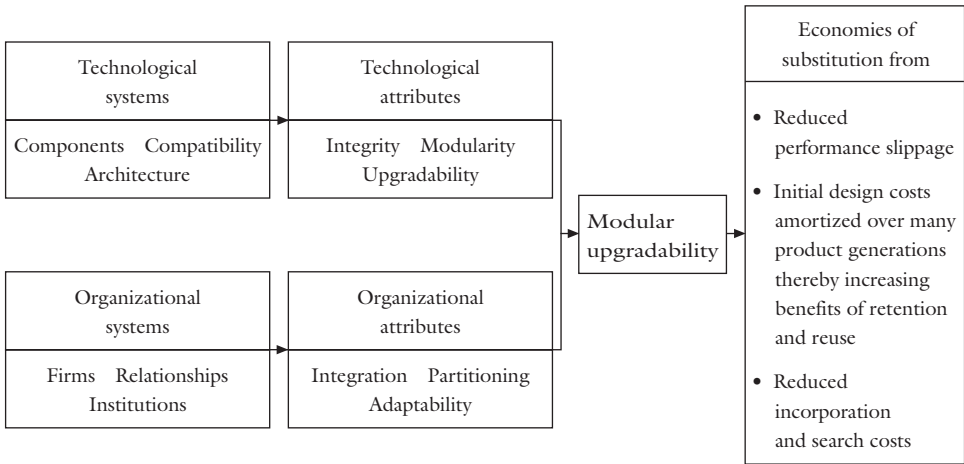 Technological
systems
Components Compatibility
Architecture
Technological
attributes
Integrity Modularity
Upgradability
Organizational
systems
Firms Relationships
Institutions
Organizational
attributes
Integration Partitioning
Adaptability
Modular
upgradability
Economies of
substitution from
• Reduced
performance slippage
• Initial design costs
amortized over many
product generations
thereby increasing
benefits of retention
and reuse
• Reduced
incorporation
and search costs